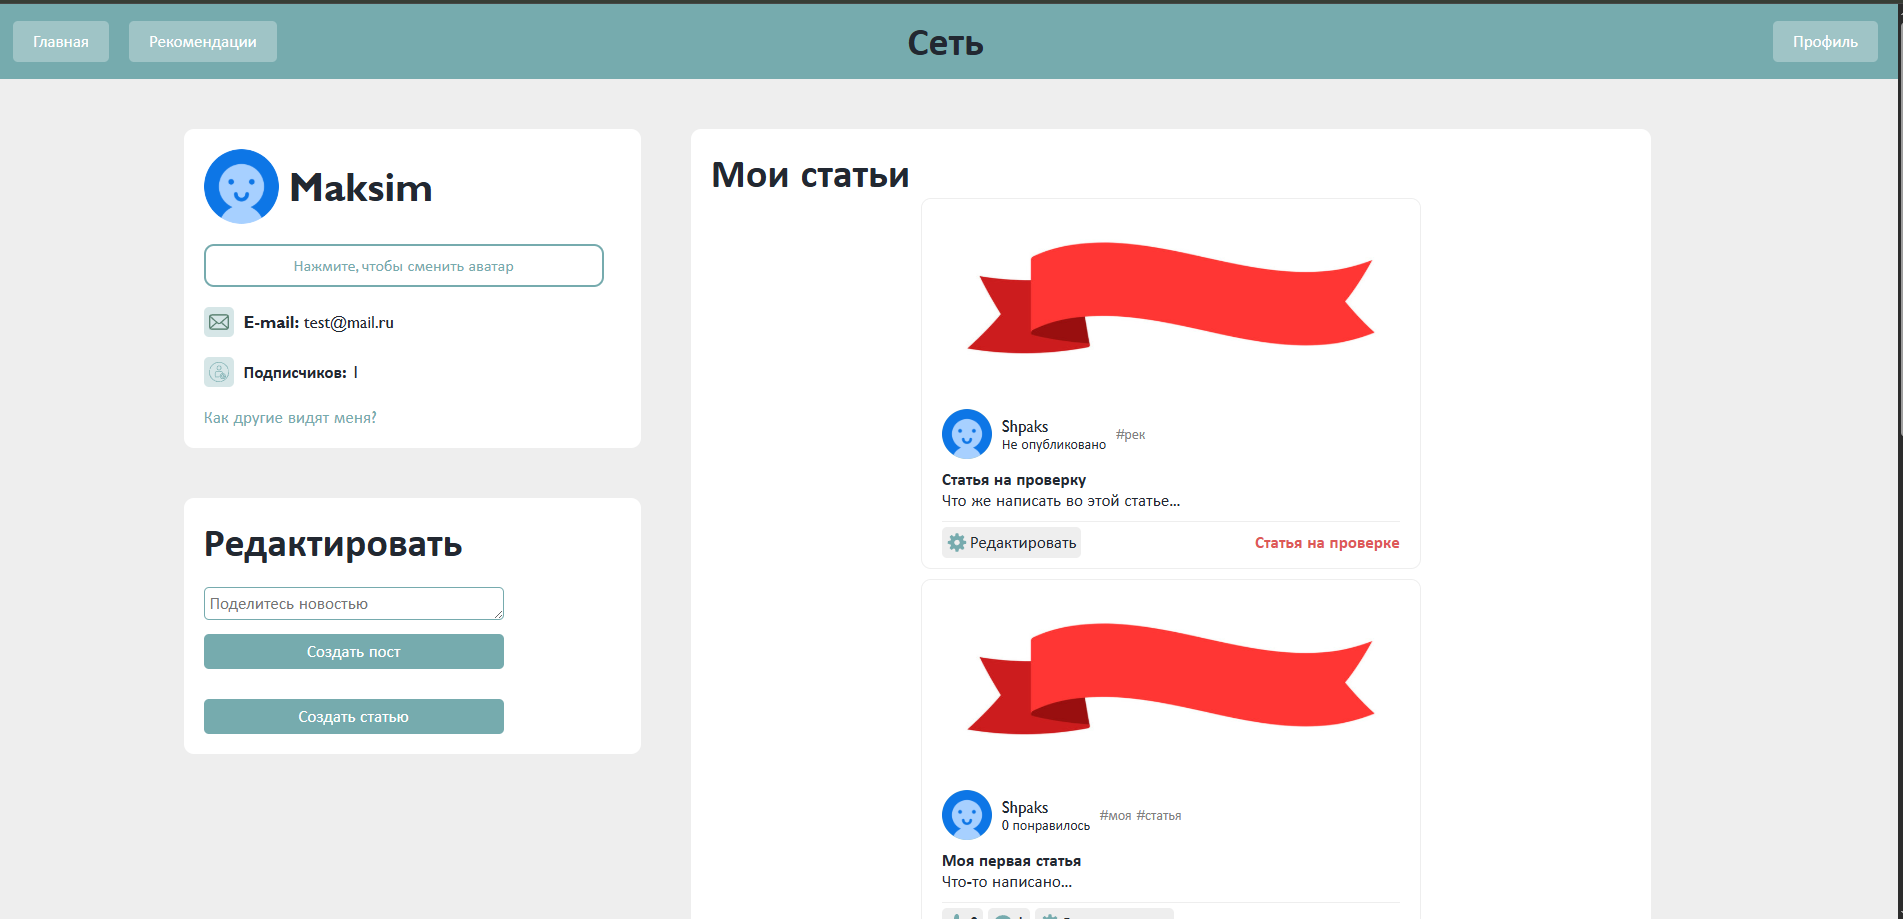 Главная
Рекомендации
Сеть
Профиль
Maksim
Нажмите, чтобы сменить аватар
E-mail: test@mail.ru
Подписчиков: 1
Как другие видят меня?
Редактировать
Поделитесь новостью
Создать пост
Создать статью
Мои статьи
Shpaks
Не опубликовано
#рек
Статья на проверку
Что же написать во этой статье...
Редактировать
Статья на проверке
Shpaks
0 понравилось
#моя #статья
Моя первая статья
Что-то написано...